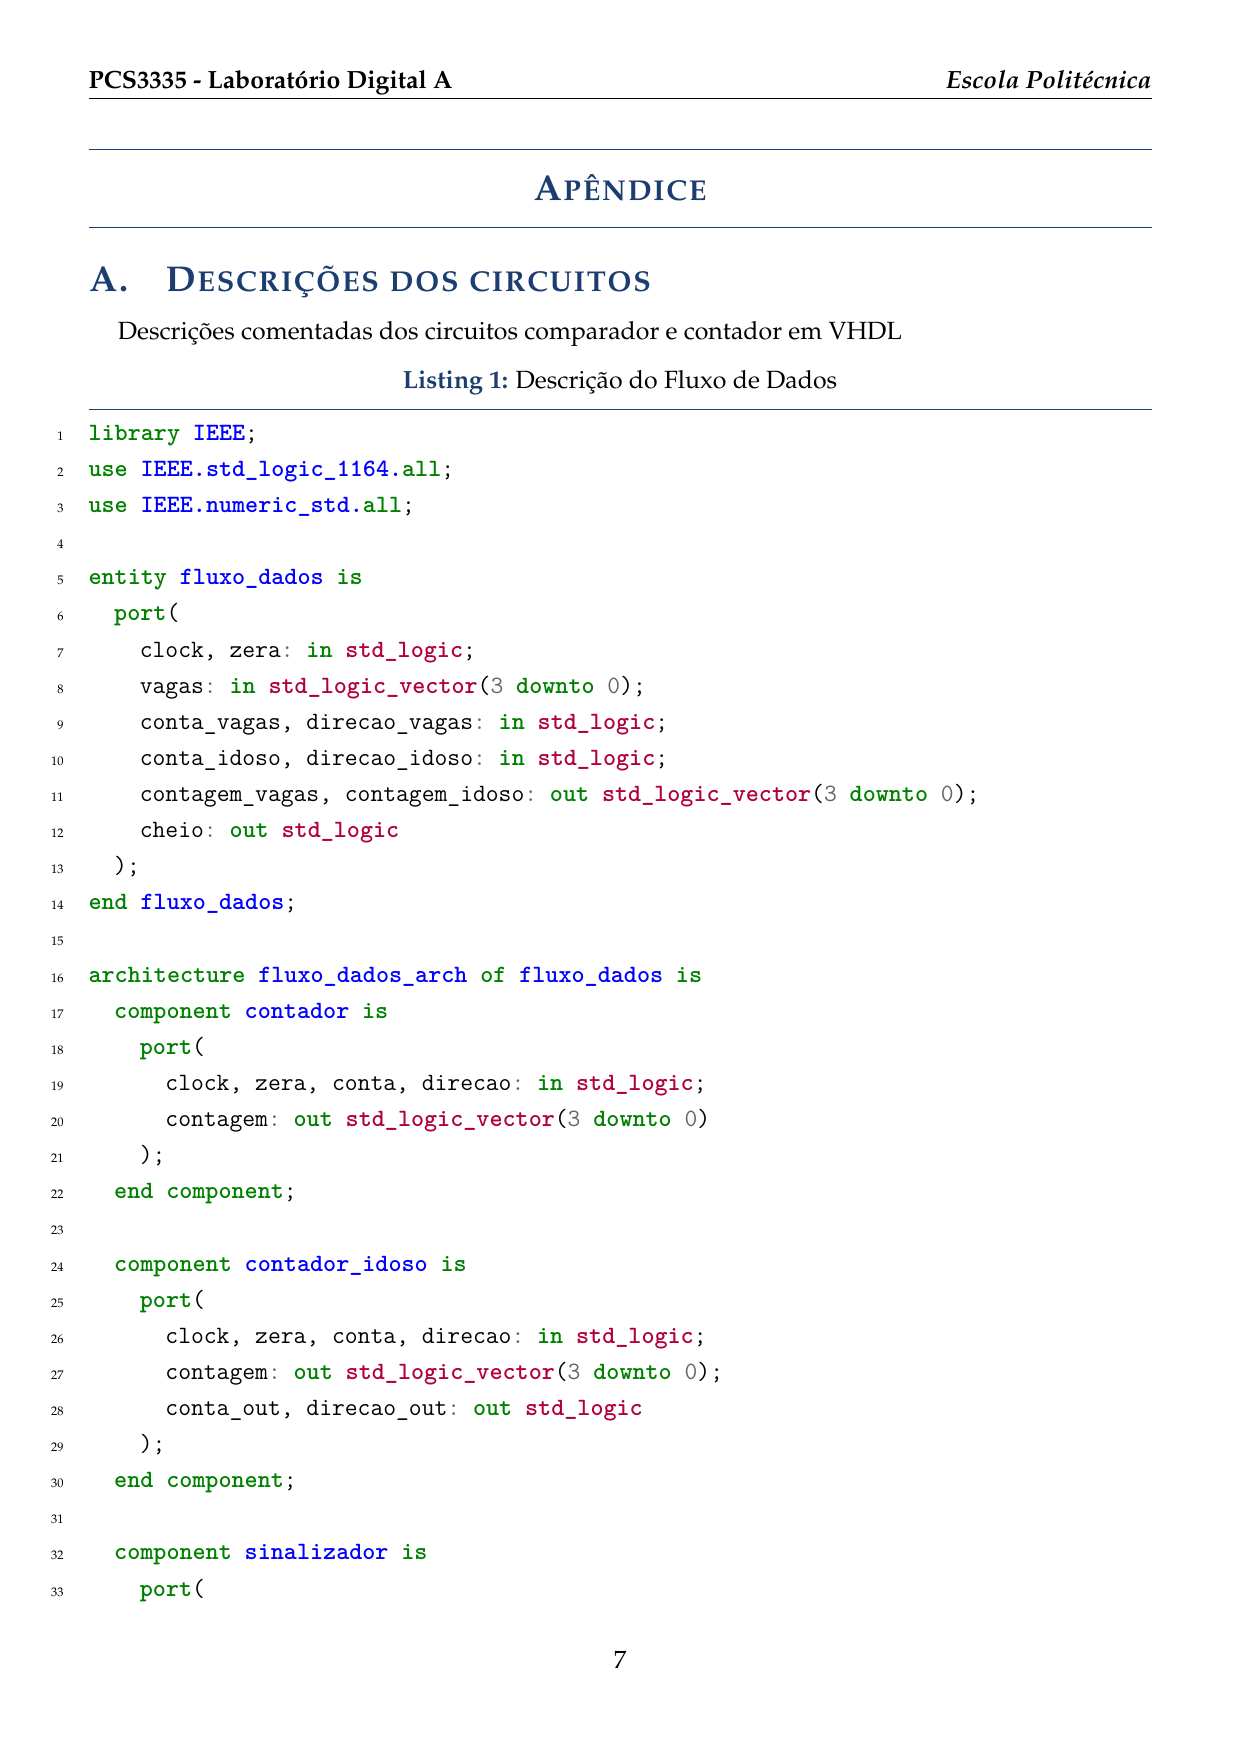 PCS3335 - Laboratório Digital A Escola Politécnica
APÊNDICE
A. DESCRIÇÕES DOS CIRCUITOS
Descrições comentadas dos circuitos comparador e contador em VHDL
Listing 1: Descrição do Fluxo de Dados
1 library IEEE;
2 use IEEE.std_logic_1164.all;
3 use IEEE.numeric_std.all;
4
5 entity fluxo_dados is
6   port(
7     clock, zera: in std_logic;
8     vagas: in std_logic_vector(3 downto 0);
9     conta_vagas, direcao_vagas: in std_logic;
10     conta_idoso, direcao_idoso: in std_logic;
11     contagem_vagas, contagem_idoso: out std_logic_vector(3 downto 0);
12     cheio: out std_logic
13   );
14 end fluxo_dados;
15
16 architecture fluxo_dados_arch of fluxo_dados is
17   component contador is
18     port(
19       clock, zera, conta, direcao: in std_logic;
20       contagem: out std_logic_vector(3 downto 0)
21     );
22   end component;
23
24   component contador_idoso is
25     port(
26       clock, zera, conta, direcao: in std_logic;
27       contagem: out std_logic_vector(3 downto 0);
28       conta_out, direcao_out: out std_logic
29     );
30   end component;
31
32   component sinalizador is
33     port(
7